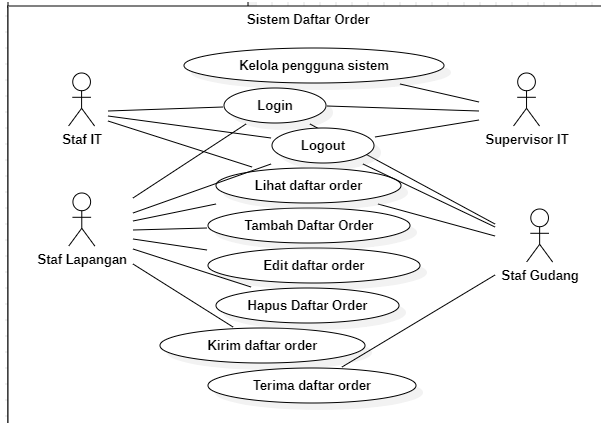 Sistem Daftar Order
Kelola pengguna sistem
Login
Staf IT
Supervisor IT
Logout
Lihat daftar order
Tambah Daftar Order
Staf Lapangan
Edit daftar order
Staf Gudang
Hapus Daftar Order
Kirim daftar order
Terima daftar order